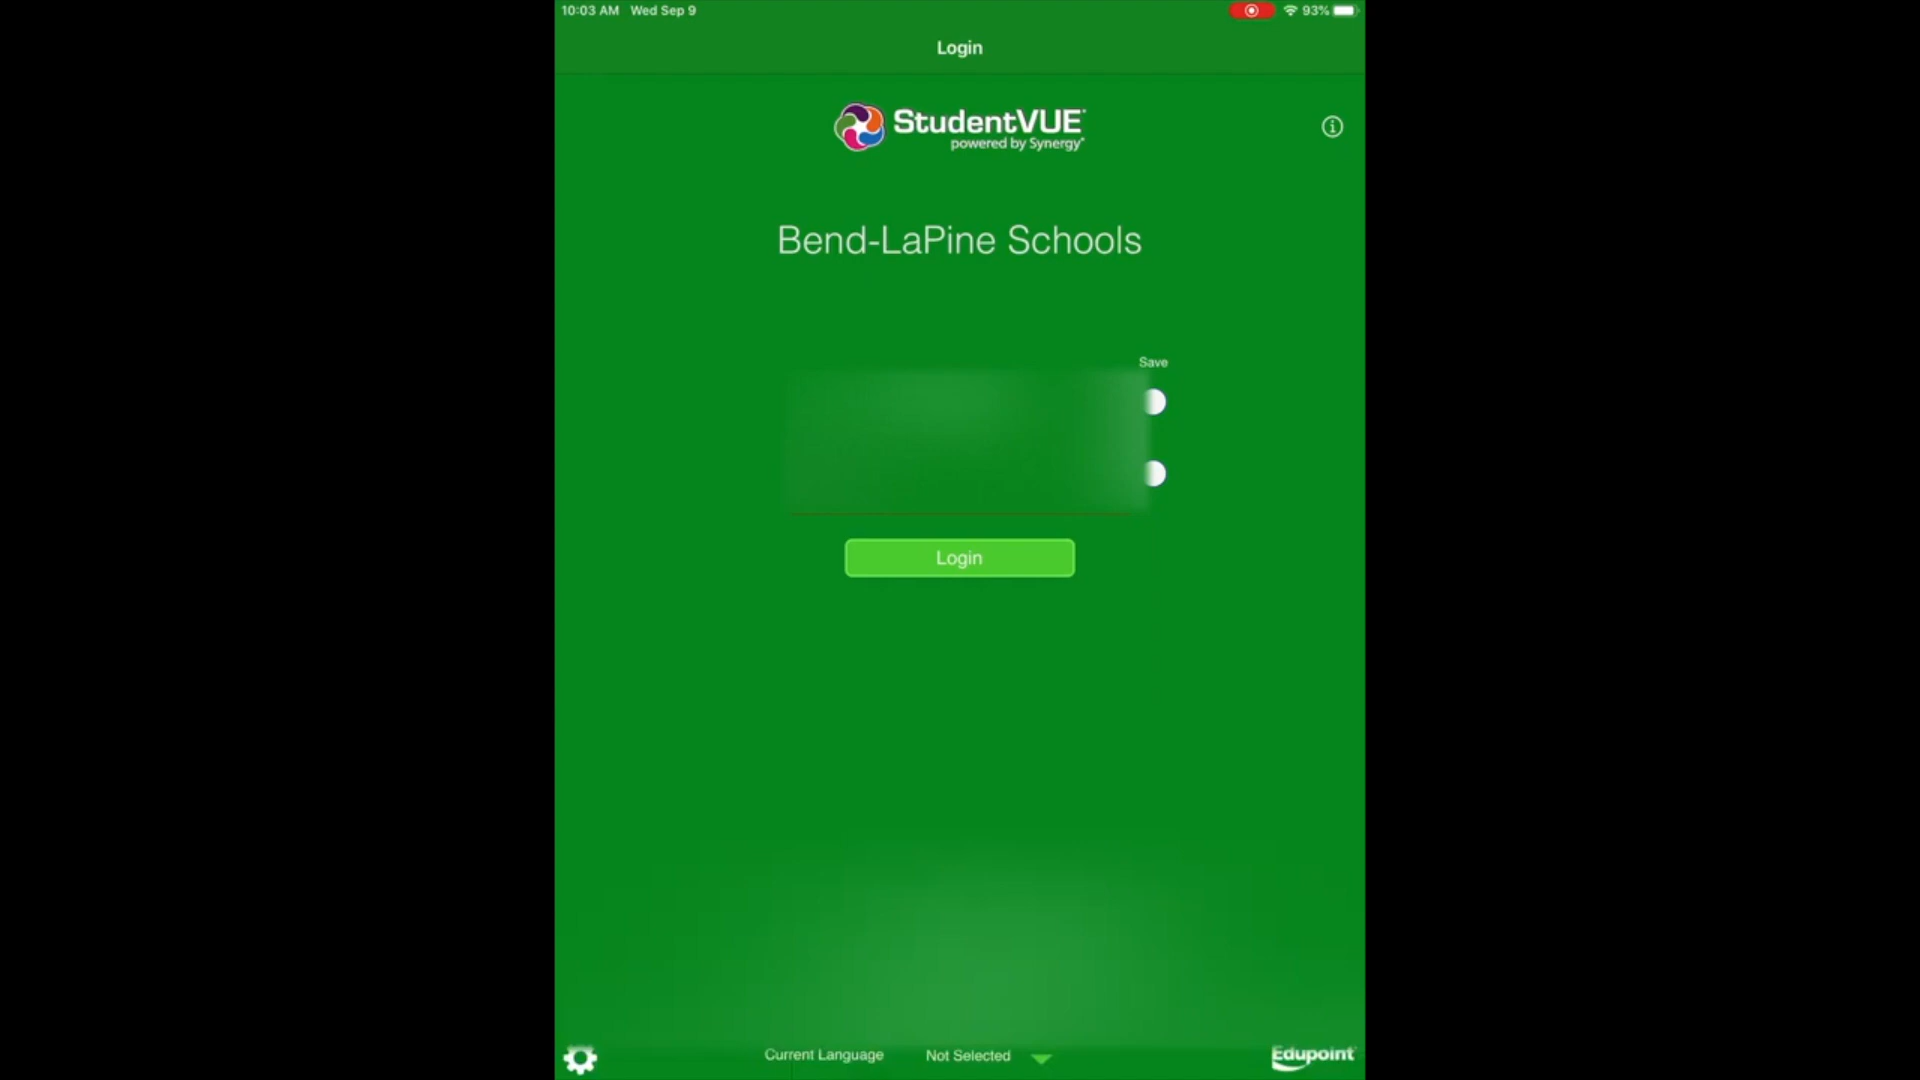 10:03 AM Wed Sep 9
93%
Login
StudentVUE
powered by Synergy
Bend-LaPine Schools
Save
Login
Current Language Not Selected
Edupoint